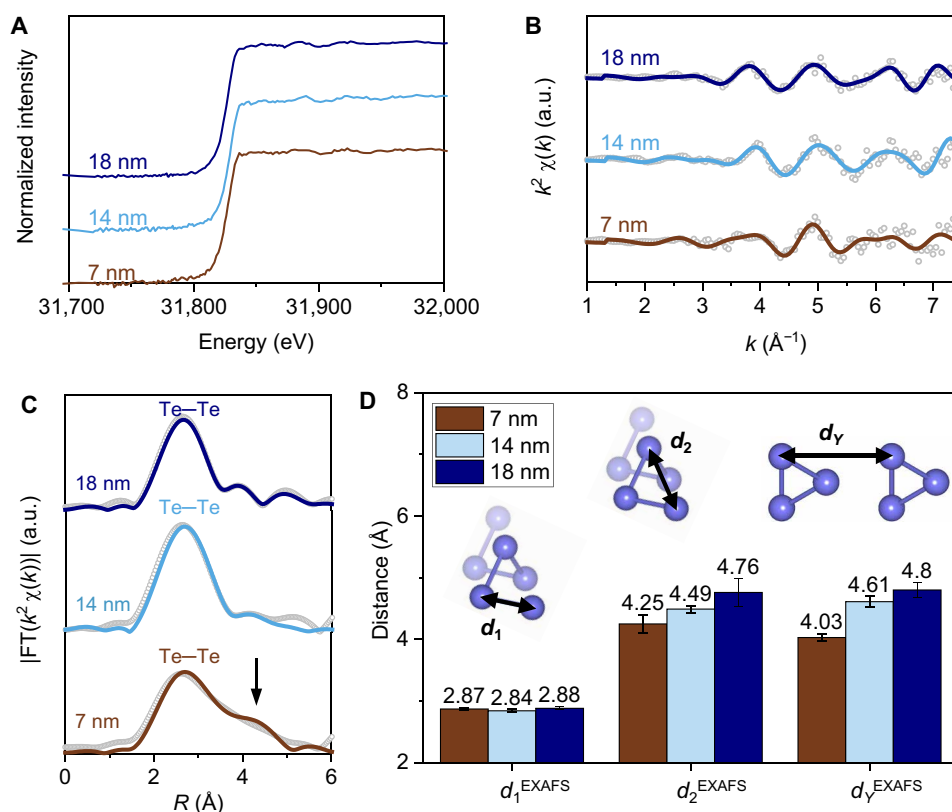 A
Normalized intensity
18 nm
14 nm
7 nm
31,700 31,800 31,900 32,000
Energy (eV)
B
k² χ(k) (a.u.)
18 nm
14 nm
7 nm
1 2 3 4 5 6 7
k (Å⁻¹)
C
|FT(k² χ(k))| (a.u.)
Te—Te
18 nm
Te—Te
14 nm
Te—Te
7 nm
0 2 4 6
R (Å)
D
Distance (Å)
8
6
4
2
7 nm
14 nm
18 nm
d₁
d₂
d_Y
2.87 2.84 2.88
4.25 4.49 4.76
4.03 4.61 4.8
d₁ᴱˣᴬᶠˢ d₂ᴱˣᴬᶠˢ d_Yᴱˣᴬᶠˢ